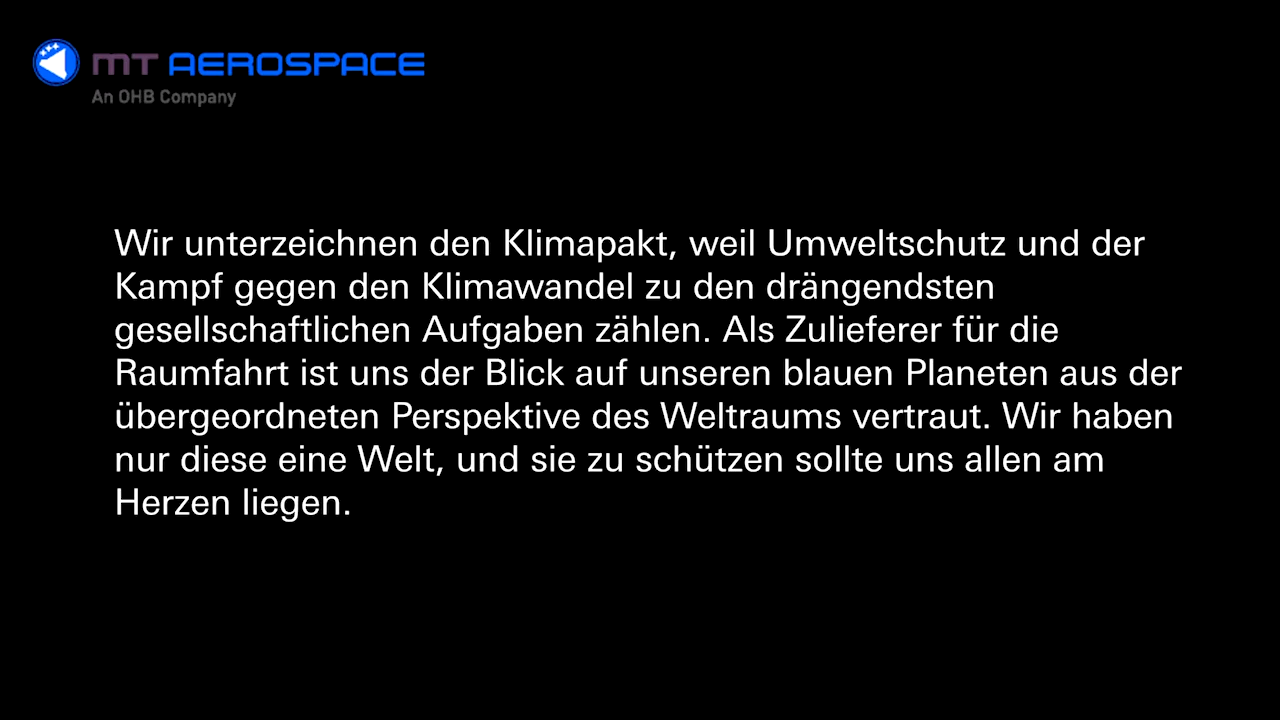 MT AEROSPACE
An OHB Company
Wir unterzeichnen den Klimapakt, weil Umweltschutz und der
Kampf gegen den Klimawandel zu den drängendsten
gesellschaftlichen Aufgaben zählen. Als Zulieferer für die
Raumfahrt ist uns der Blick auf unseren blauen Planeten aus der
übergeordneten Perspektive des Weltraums vertraut. Wir haben
nur diese eine Welt, und sie zu schützen sollte uns allen am
Herzen liegen.